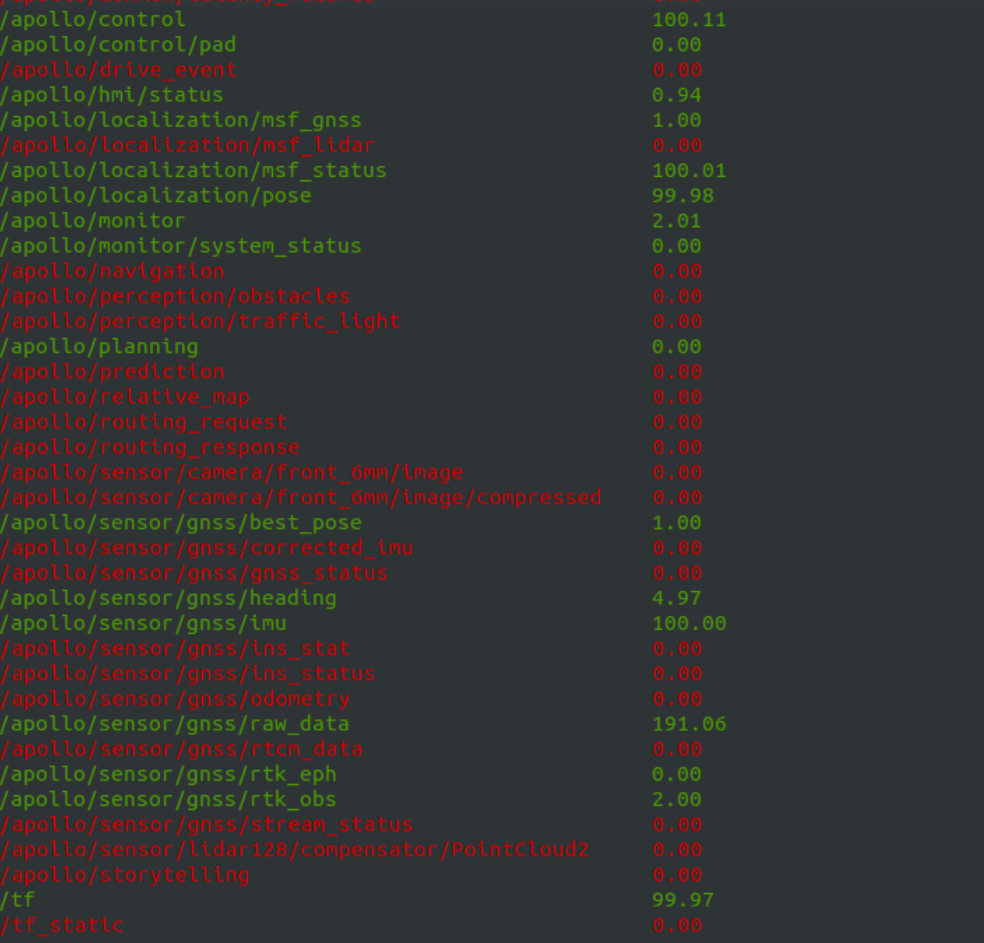 /apollo/control 100.11
/apollo/control/pad 0.00
/apollo/drive_event 0.00
/apollo/hmi/status 0.94
/apollo/localization/msf_gnss 1.00
/apollo/localization/msf_lidar 0.00
/apollo/localization/msf_status 100.01
/apollo/localization/pose 99.98
/apollo/monitor 2.01
/apollo/monitor/system_status 0.00
/apollo/navigation 0.00
/apollo/perception/obstacles 0.00
/apollo/perception/traffic_light 0.00
/apollo/planning 0.00
/apollo/prediction 0.00
/apollo/relative_map 0.00
/apollo/routing_request 0.00
/apollo/routing_response 0.00
/apollo/sensor/camera/front_6mm/image 0.00
/apollo/sensor/camera/front_6mm/image/compressed 0.00
/apollo/sensor/gnss/best_pose 1.00
/apollo/sensor/gnss/corrected_imu 0.00
/apollo/sensor/gnss/gnss_status 0.00
/apollo/sensor/gnss/heading 4.97
/apollo/sensor/gnss/imu 100.00
/apollo/sensor/gnss/ins_stat 0.00
/apollo/sensor/gnss/ins_status 0.00
/apollo/sensor/gnss/odometry 0.00
/apollo/sensor/gnss/raw_data 191.06
/apollo/sensor/gnss/rtcm_data 0.00
/apollo/sensor/gnss/rtk_eph 0.00
/apollo/sensor/gnss/rtk_obs 2.00
/apollo/sensor/gnss/stream_status 0.00
/apollo/sensor/lidar128/compensator/PointCloud2 0.00
/apollo/storytelling 0.00
/tf 99.97
/tf_static 0.00